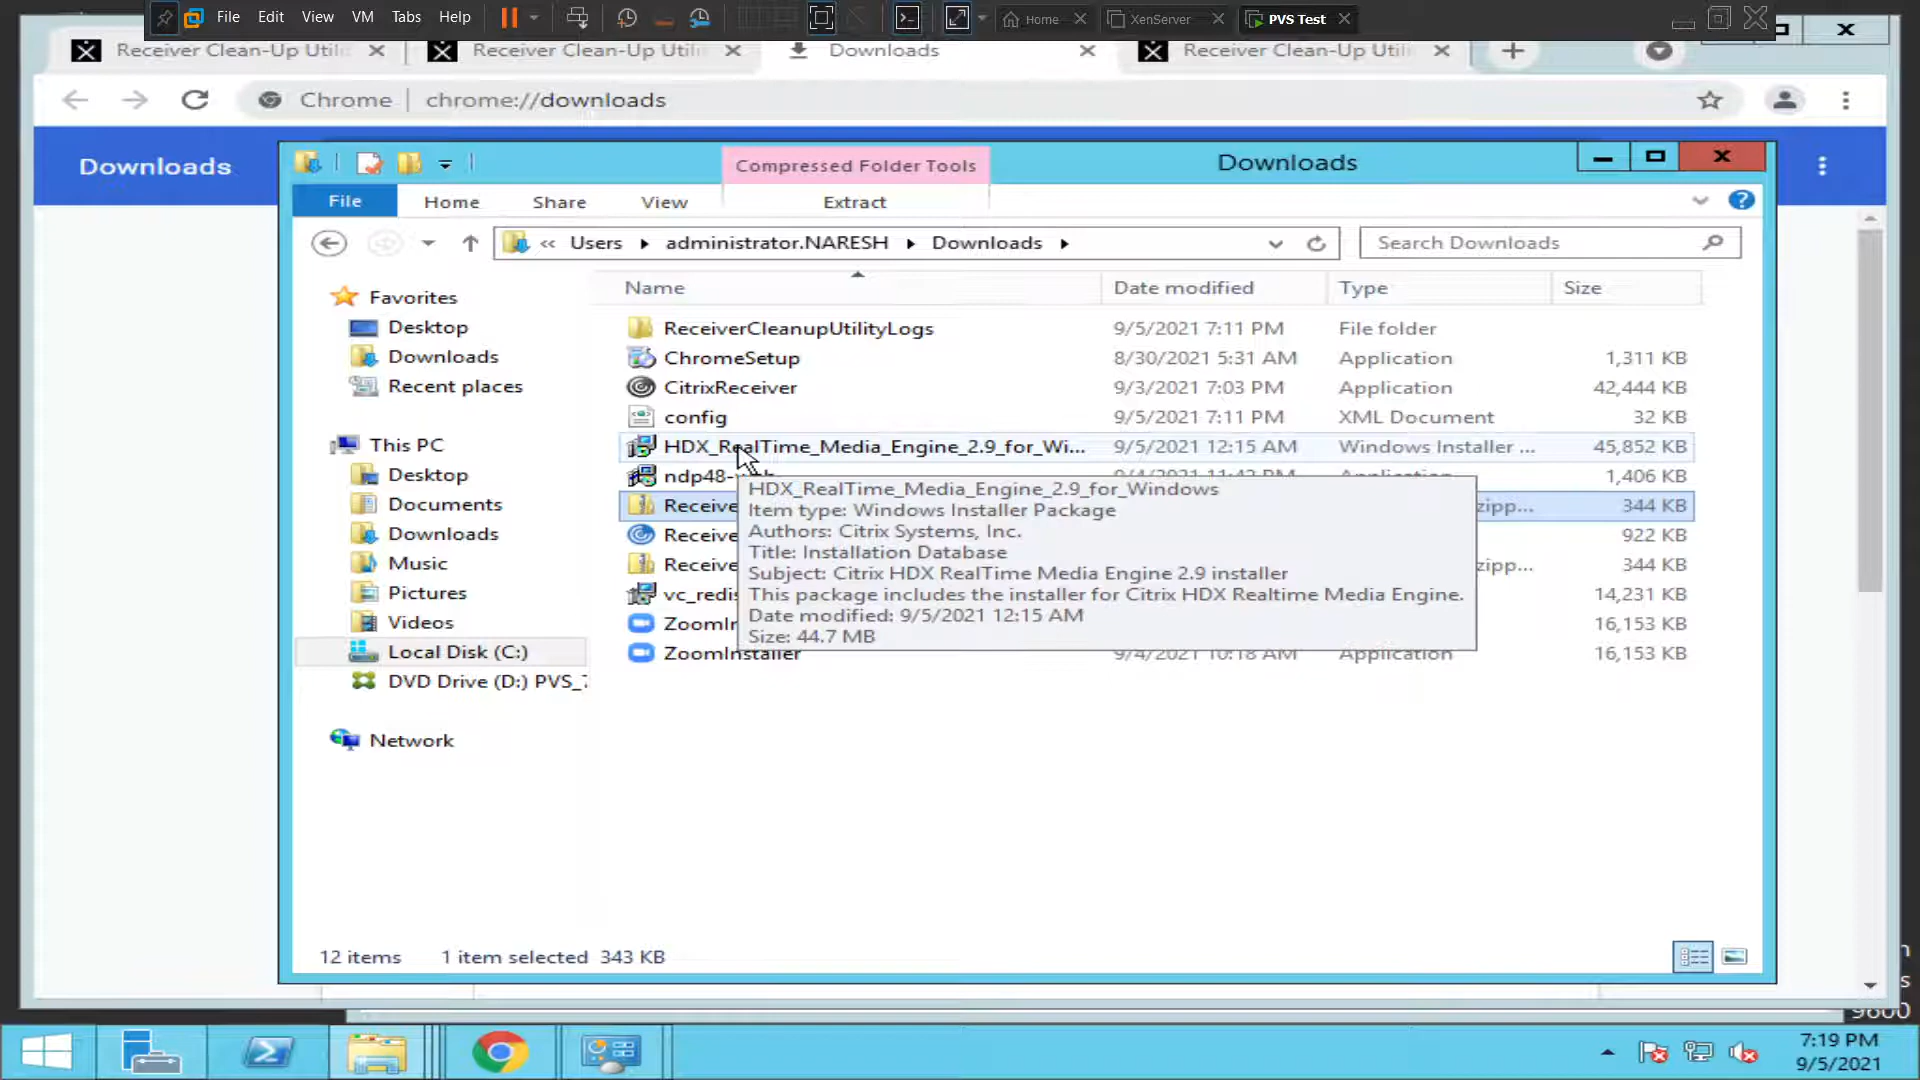 File Edit View VM Tabs Help
Home XenServer PVS Test
Receiver Clean-Up Utili Receiver Clean-Up Utili Downloads Receiver Clean-Up Utili
Chrome chrome://downloads
Downloads
Compressed Folder Tools Downloads
File Home Share View Extract
Users administrator.NARESH Downloads Search Downloads
Name Date modified Type Size
Favorites
Desktop
Downloads
Recent places
This PC
Desktop
Documents
Downloads
Music
Pictures
Videos
Local Disk (C:)
DVD Drive (D:) PVS_7
Network
ReceiverCleanupUtilityLogs 9/5/2021 7:11 PM File folder
ChromeSetup 8/30/2021 5:31 AM Application 1,311 KB
CitrixReceiver 9/3/2021 7:03 PM Application 42,444 KB
config 9/5/2021 7:11 PM XML Document 32 KB
HDX_RealTime_Media_Engine_2.9_for_Wi... 9/5/2021 12:15 AM Windows Installer ... 45,852 KB
ndp48- 1,406 KB
Receive zipp... 344 KB
Receive 922 KB
Receive zipp... 344 KB
vc_redis 14,231 KB
ZoomIn 16,153 KB
ZoomInstaller 9/4/2021 10:18 AM Application 16,153 KB
HDX_RealTime_Media_Engine_2.9_for_Windows
Item type: Windows Installer Package
Authors: Citrix Systems, Inc.
Title: Installation Database
Subject: Citrix HDX RealTime Media Engine 2.9 installer
This package includes the installer for Citrix HDX Realtime Media Engine.
Date modified: 9/5/2021 12:15 AM
Size: 44.7 MB
12 items 1 item selected 343 KB
9600
7:19 PM
9/5/2021